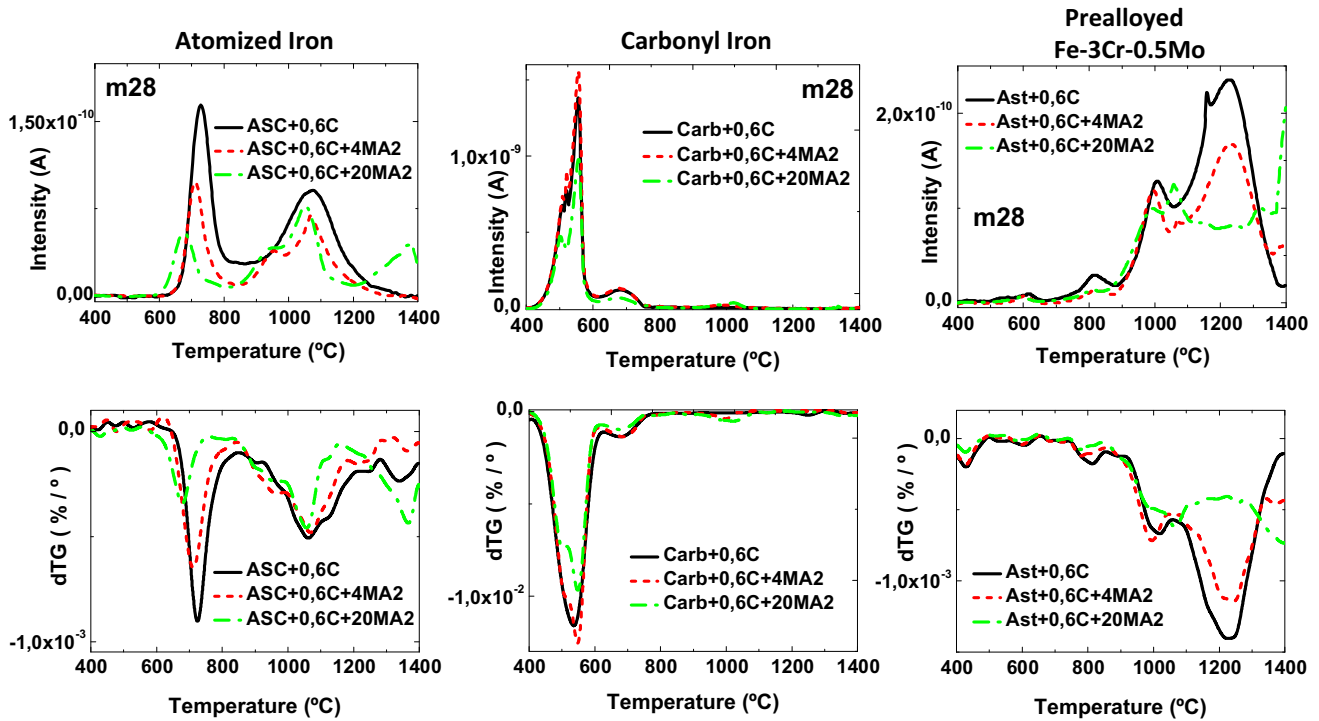 Atomized Iron
m28
ASC+0,6C
ASC+0,6C+4MA2
ASC+0,6C+20MA2
1,50x10⁻¹⁰
0,00
Intensity (A)
400 600 800 1000 1200 1400
Temperature (ºC)
Carbonyl Iron
m28
Carb+0,6C
Carb+0,6C+4MA2
Carb+0,6C+20MA2
1,0x10⁻⁹
0,0
Intensity (A)
400 600 800 1000 1200 1400
Temperature (ºC)
Prealloyed
Fe-3Cr-0.5Mo
Ast+0,6C
Ast+0,6C+4MA2
Ast+0,6C+20MA2
m28
2,0x10⁻¹⁰
0,0
Intensity (A)
400 600 800 1000 1200 1400
Temperature (ºC)
0,0
-1,0x10⁻³
dTG ( % / º )
ASC+0,6C
ASC+0,6C+4MA2
ASC+0,6C+20MA2
400 600 800 1000 1200 1400
Temperature (ºC)
0,0
-1,0x10⁻²
dTG ( % / º )
Carb+0,6C
Carb+0,6C+4MA2
Carb+0,6C+20MA2
400 600 800 1000 1200 1400
Temperature (ºC)
0,0
-1,0x10⁻³
dTG ( % / º )
Ast+0,6C
Ast+0,6C+4MA2
Ast+0,6C+20MA2
400 600 800 1000 1200 1400
Temperature (ºC)